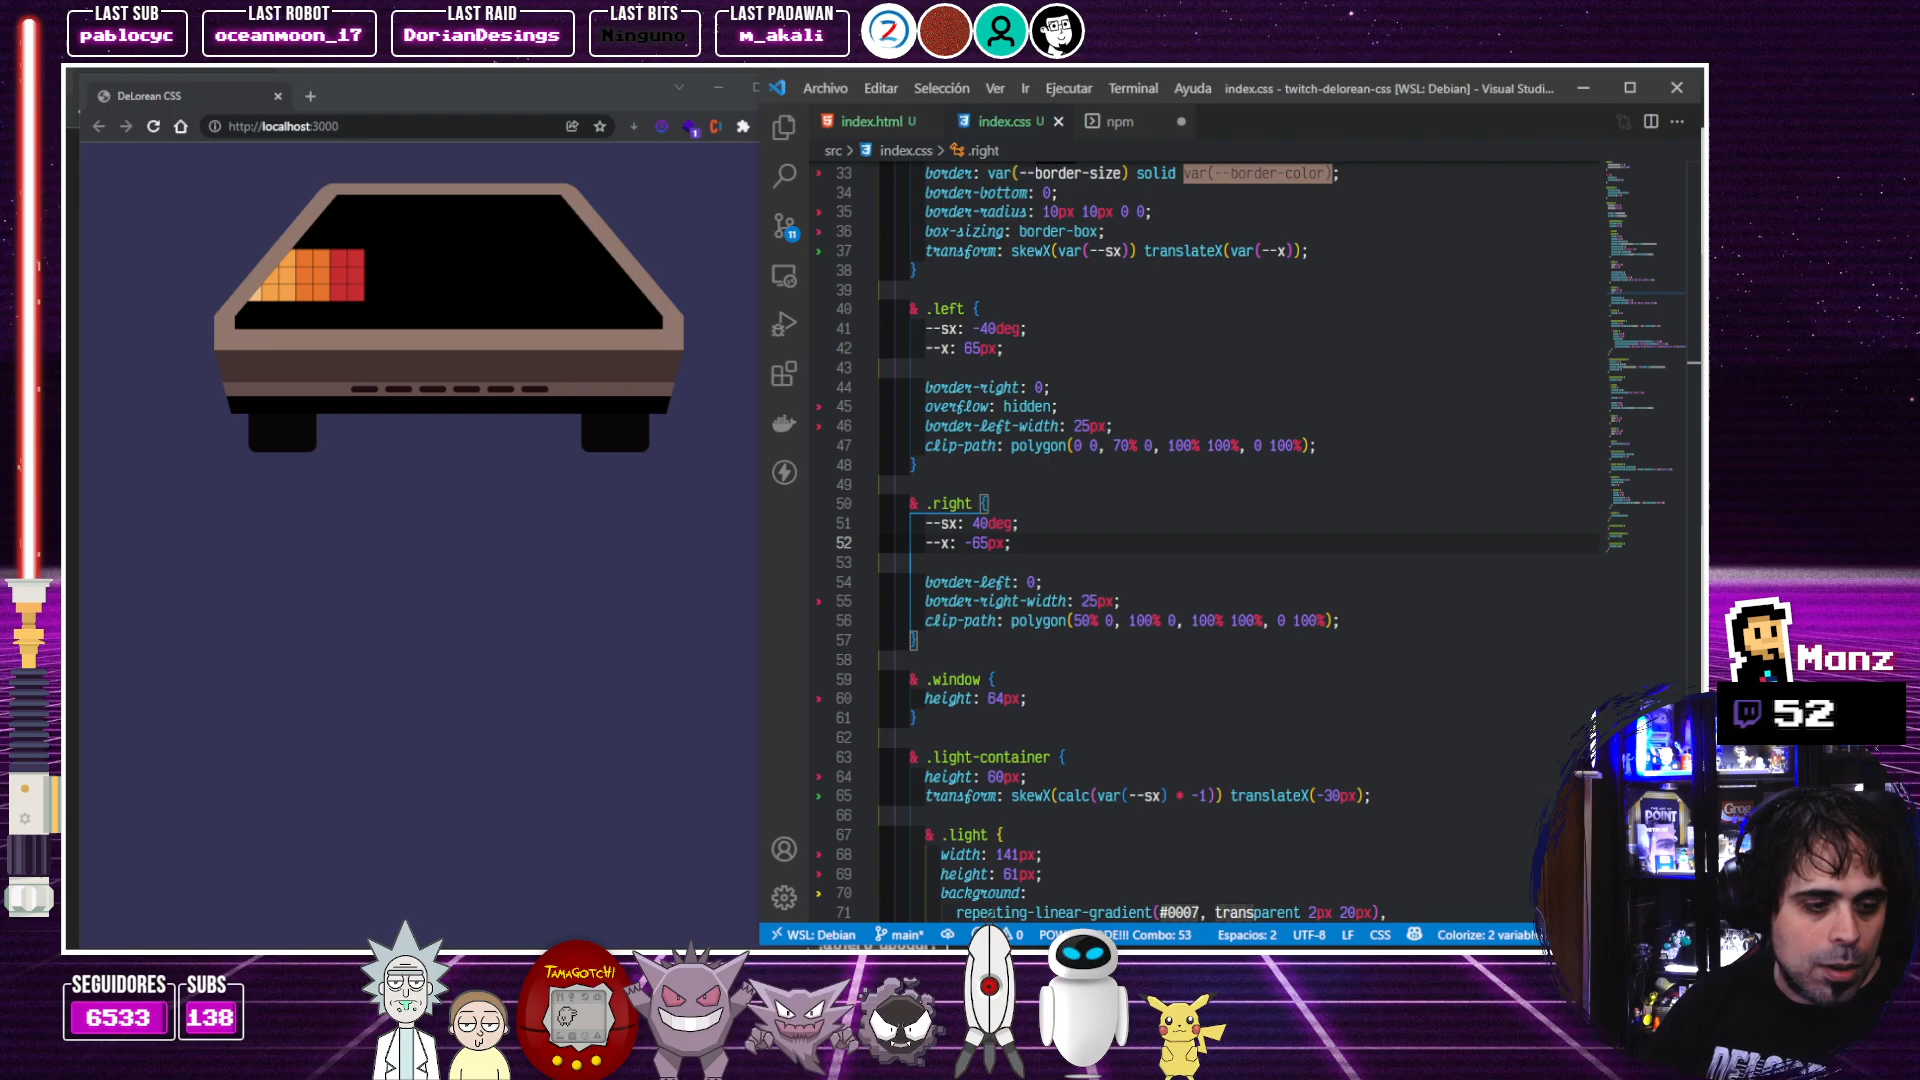 LAST SUB
pablocyc
LAST ROBOT
oceanmoon_17
LAST RAID
DorianDesings
LAST BITS
Ninguno
LAST PADAWAN
m_akali
DeLorean CSS
http://localhost:3000
Archivo Editar Selección Ver Ir Ejecutar Terminal Ayuda
index.css - twitch-delorean-css [WSL: Debian] - Visual Studi...
index.html U
index.css U
npm
src > index.css > .right
33 border: var(--border-size) solid var(--border-color);
34 border-bottom: 0;
35 border-radius: 10px 10px 0 0;
36 box-sizing: border-box;
37 transform: skewX(var(--sx)) translateX(var(--x));
38 }
39
40 & .left {
41 --sx: -40deg;
42 --x: 65px;
43
44 border-right: 0;
45 overflow: hidden;
46 border-left-width: 25px;
47 clip-path: polygon(0 0, 70% 0, 100% 100%, 0 100%);
48 }
49
50 & .right {
51 --sx: 40deg;
52 --x: -65px;
53
54 border-left: 0;
55 border-right-width: 25px;
56 clip-path: polygon(50% 0, 100% 0, 100% 100%, 0 100%);
57 }
58
59 & .window {
60 height: 64px;
61 }
62
63 & .light-container {
64 height: 60px;
65 transform: skewX(calc(var(--sx) * -1)) translateX(-30px);
66
67 & .light {
68 width: 141px;
69 height: 61px;
70 background:
71 repeating-linear-gradient(#0007, transparent 2px 20px),
11
1
WSL: Debian
main*
0
Combo: 53
Espacios: 2
UTF-8
LF
CSS
Colorize: 2 variabl
Manz
52
THE ART OF
POINT
SEGUIDORES
6533
SUBS
138
TAMAGOTCHI